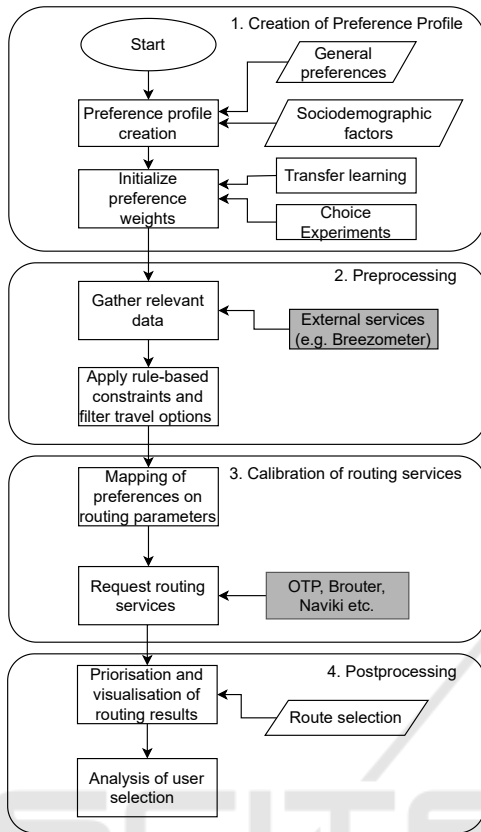 1. Creation of Preference Profile
Start
General
preferences
Preference profile
creation
Sociodemographic
factors
Initialize
preference
weights
Transfer learning
Choice
Experiments
2. Preprocessing
Gather relevant
data
External services
(e.g. Breezometer)
Apply rule-based
constraints and
filter travel options
3. Calibration of routing services
Mapping of
preferences on
routing parameters
Request routing
services
OTP, Brouter,
Naviki etc.
4. Postprocessing
Priorisation and
visualisation of
routing results
Route selection
Analysis of user
selection